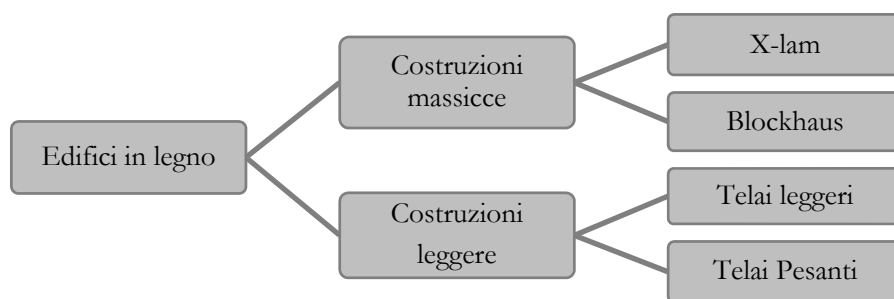 Edifici in legno
Costruzioni
massicce
X-lam
Blockhaus
Costruzioni
leggere
Telai leggeri
Telai Pesanti